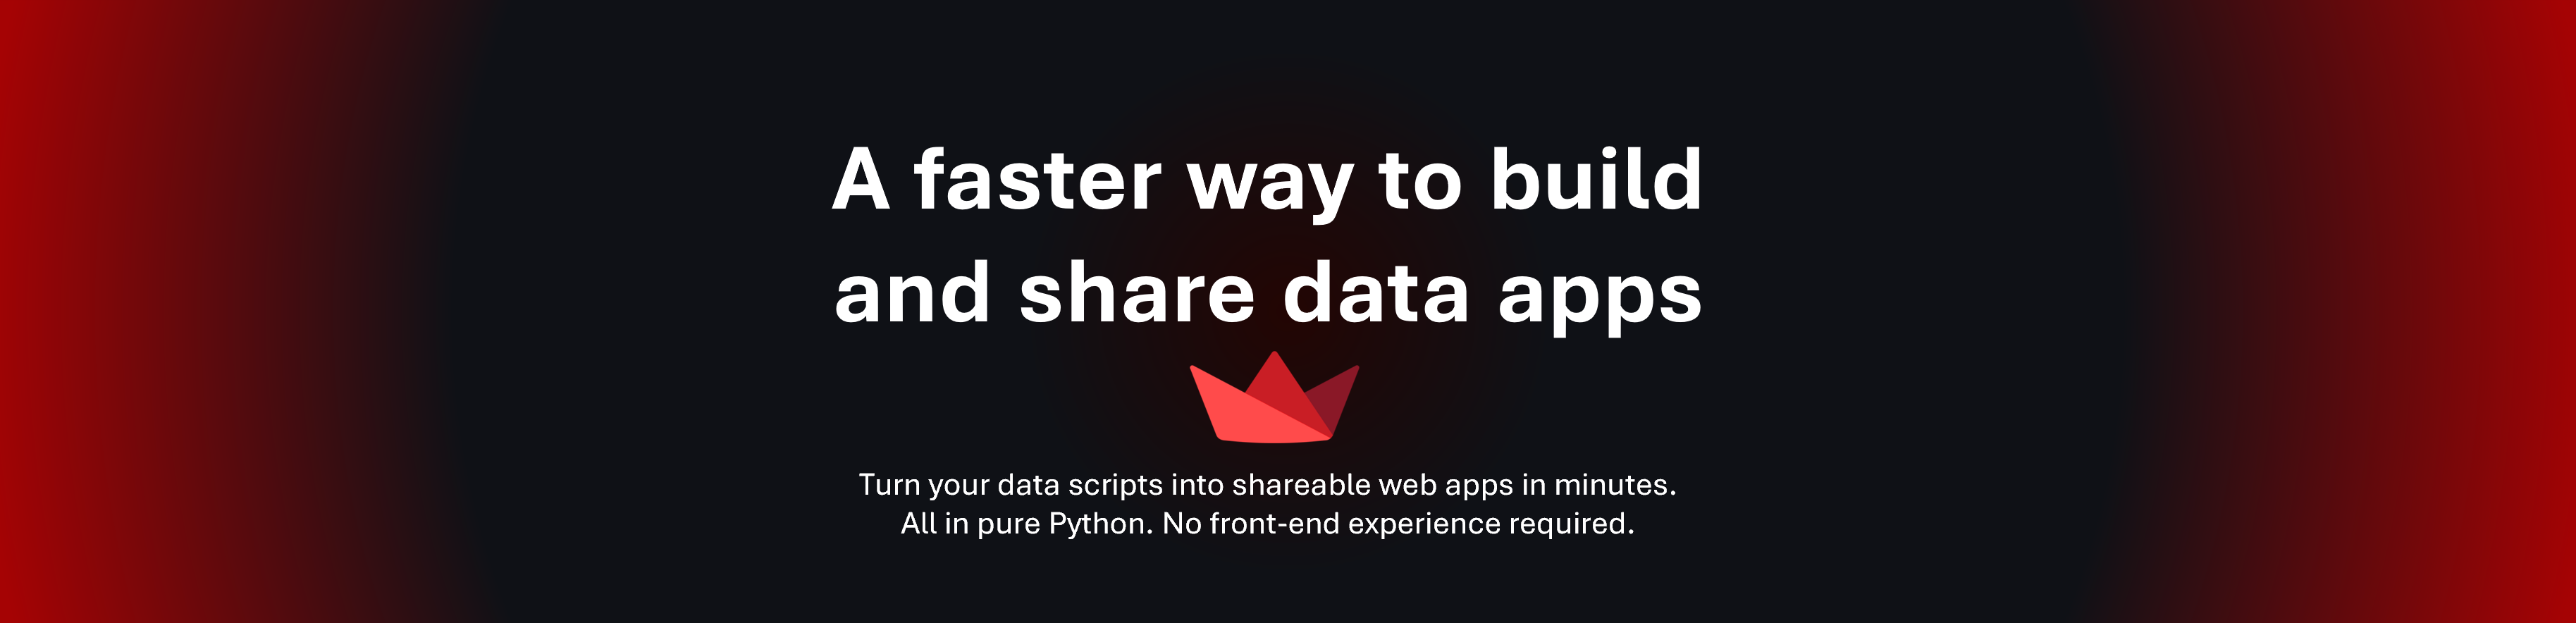 A faster way to build
and share data apps
Turn your data scripts into shareable web apps in minutes.
All in pure Python. No front-end experience required.